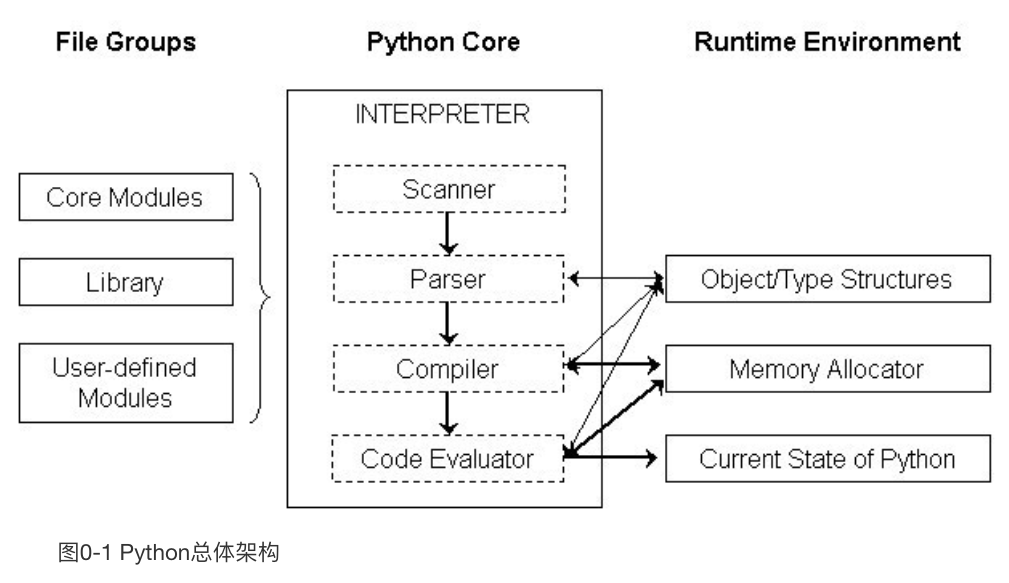 File Groups
Python Core
Runtime Environment
INTERPRETER
Core Modules
Library
User-defined
Modules
Scanner
Parser
Compiler
Code Evaluator
Object/Type Structures
Memory Allocator
Current State of Python
图0-1 Python总体架构